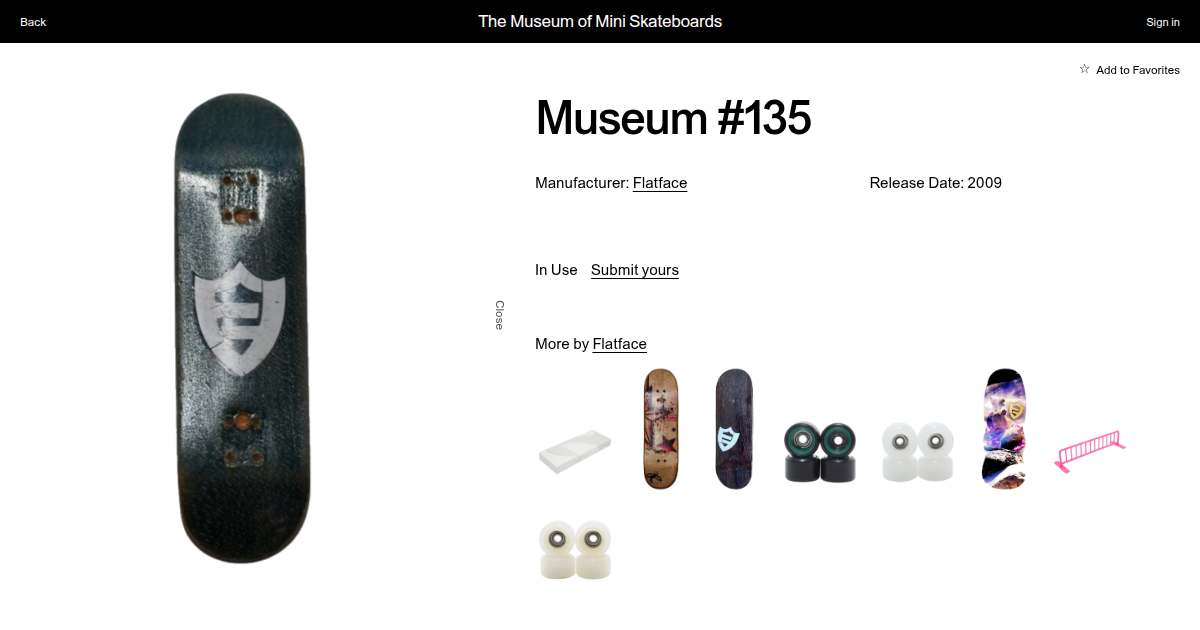 Back
The Museum of Mini Skateboards
Sign in
☆ Add to Favorites
Museum #135
Manufacturer: Flatface
Release Date: 2009
In Use Submit yours
Close
More by Flatface